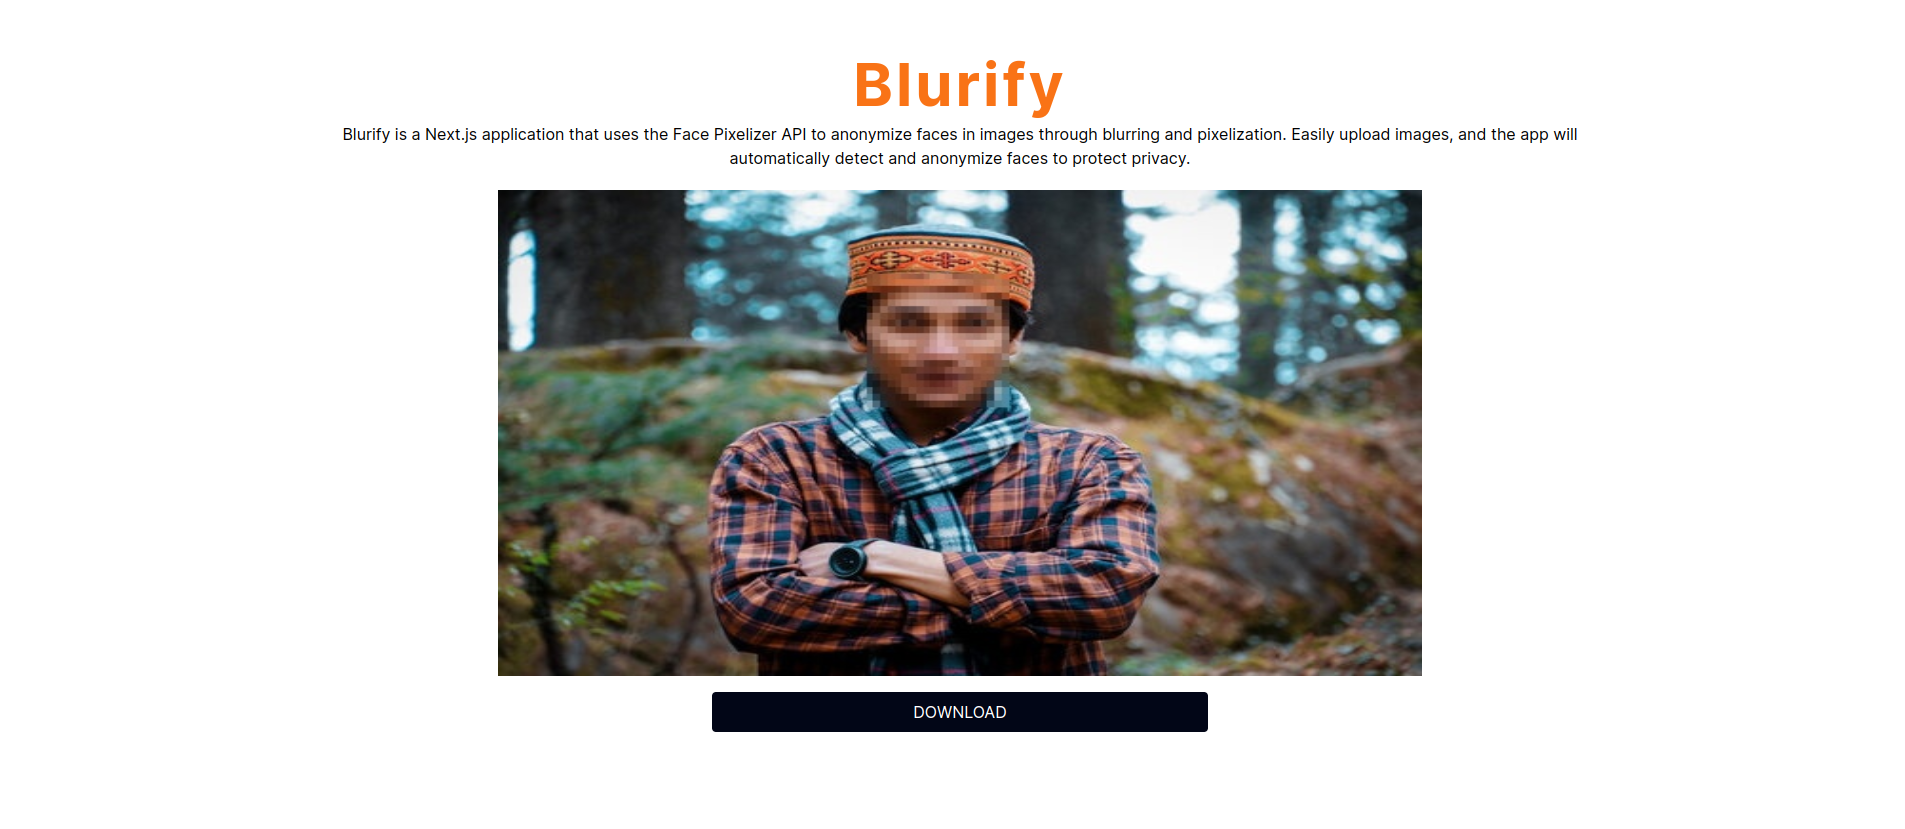 Blurify
Blurify is a Next.js application that uses the Face Pixelizer API to anonymize faces in images through blurring and pixelization. Easily upload images, and the app will
automatically detect and anonymize faces to protect privacy.
DOWNLOAD